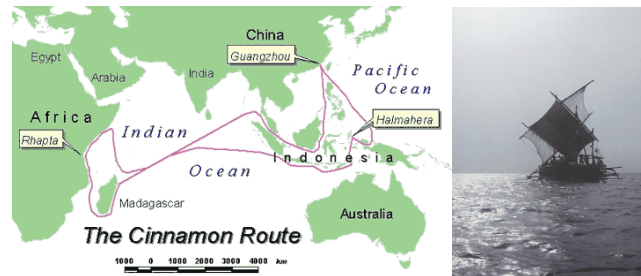 China
Guangzhou
Egypt
Arabia
India
Pacific
Ocean
Africa
Halmahera
Indian
Rhapta
Indonesia
Ocean
Madagascar
Australia
The Cinnamon Route
1000 0 1000 2000 3000 4000 km